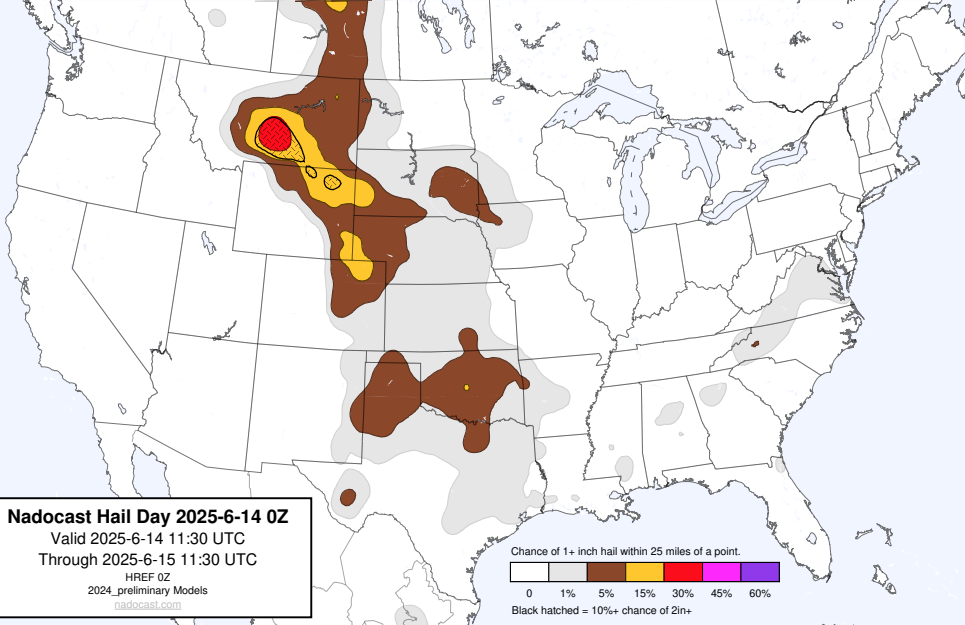 Nadocast Hail Day 2025-6-14 0Z
Valid 2025-6-14 11:30 UTC
Through 2025-6-15 11:30 UTC
HREF 0Z
2024_preliminary Models
nadocast.com
Chance of 1+ inch hail within 25 miles of a point.
0 1% 5% 15% 30% 45% 60%
Black hatched = 10%+ chance of 2in+